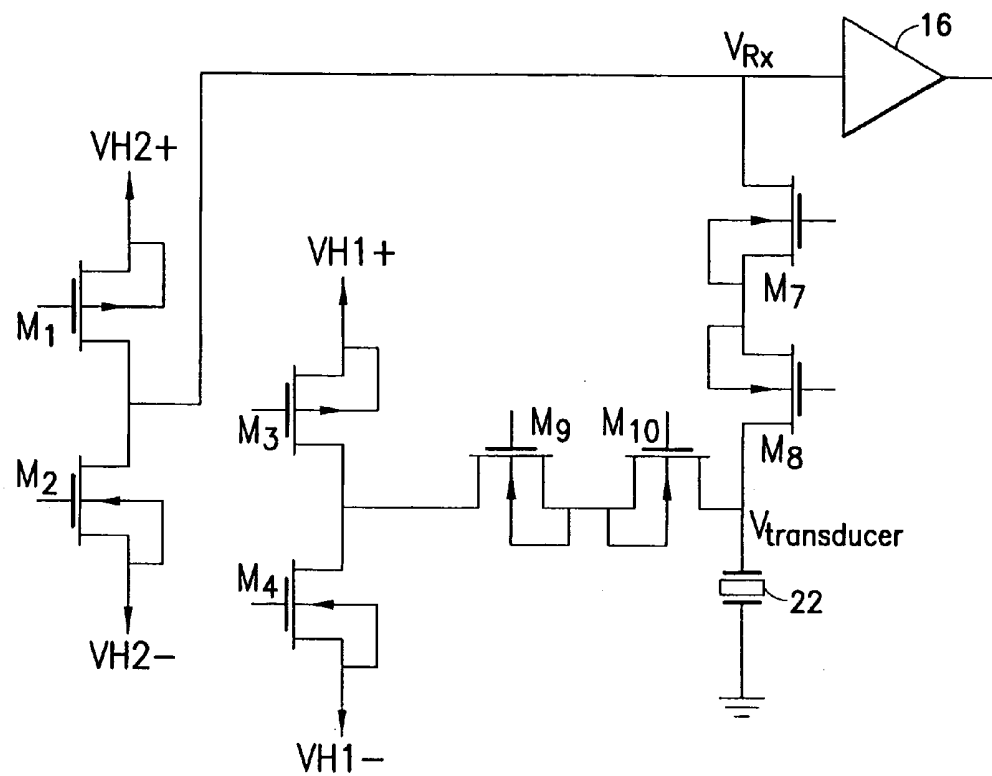 16
VRx
VH2+
VH1+
M1
M7
M3
M9
M10
M8
M2
Vtransducer
M4
22
VH2−
VH1−